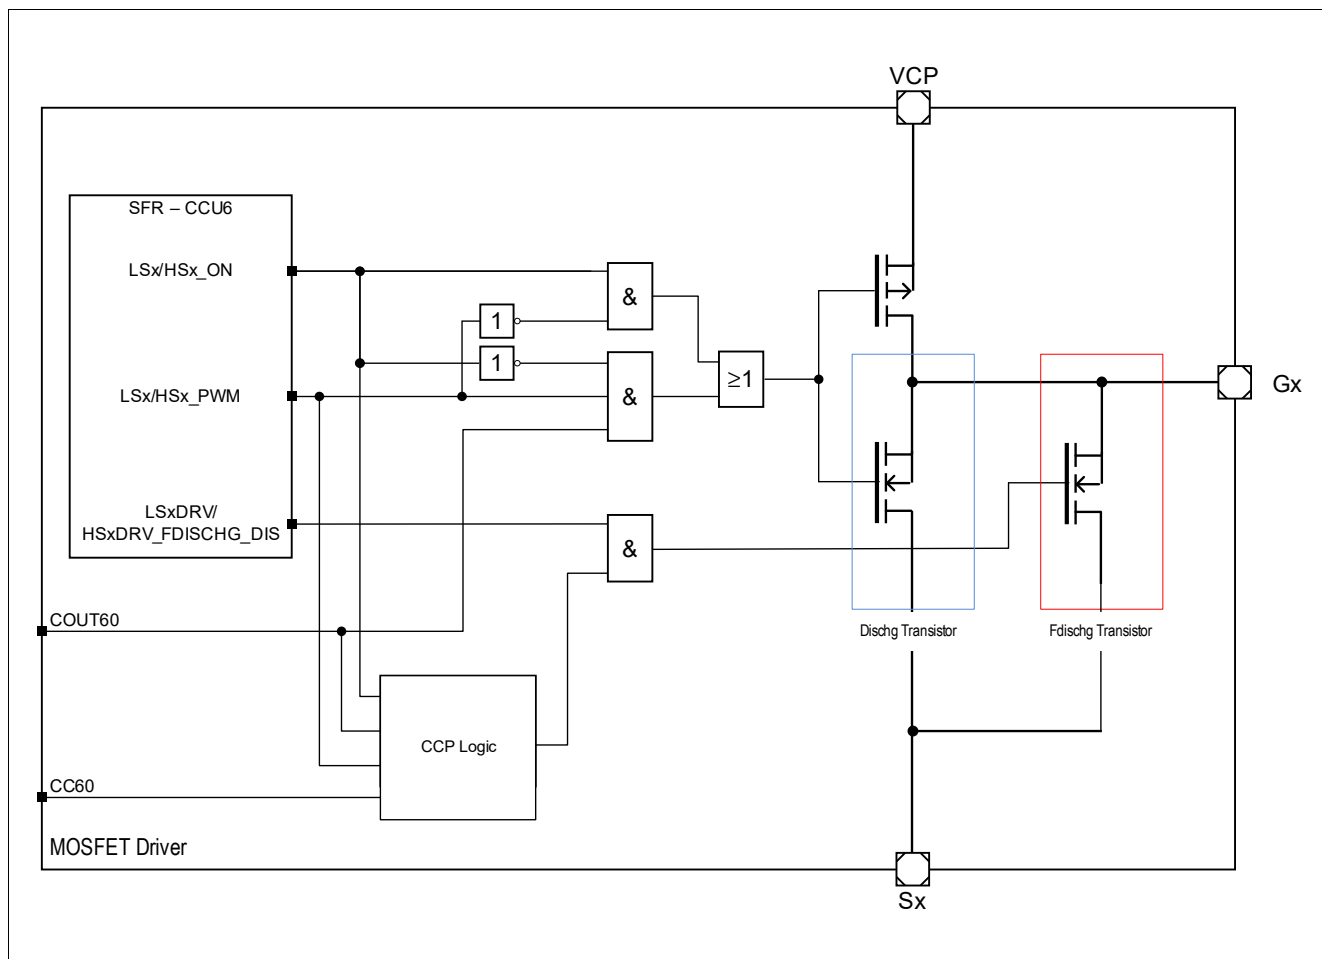 VCP
SFR – CCU6
LSx/HSx_ON
&
1
1
LSx/HSx_PWM
&
≥1
Gx
LSxDRV/
HSxDRV_FDISCHG_DIS
&
COUT60
Dischg Transistor
Fdischg Transistor
CCP Logic
CC60
MOSFET Driver
Sx